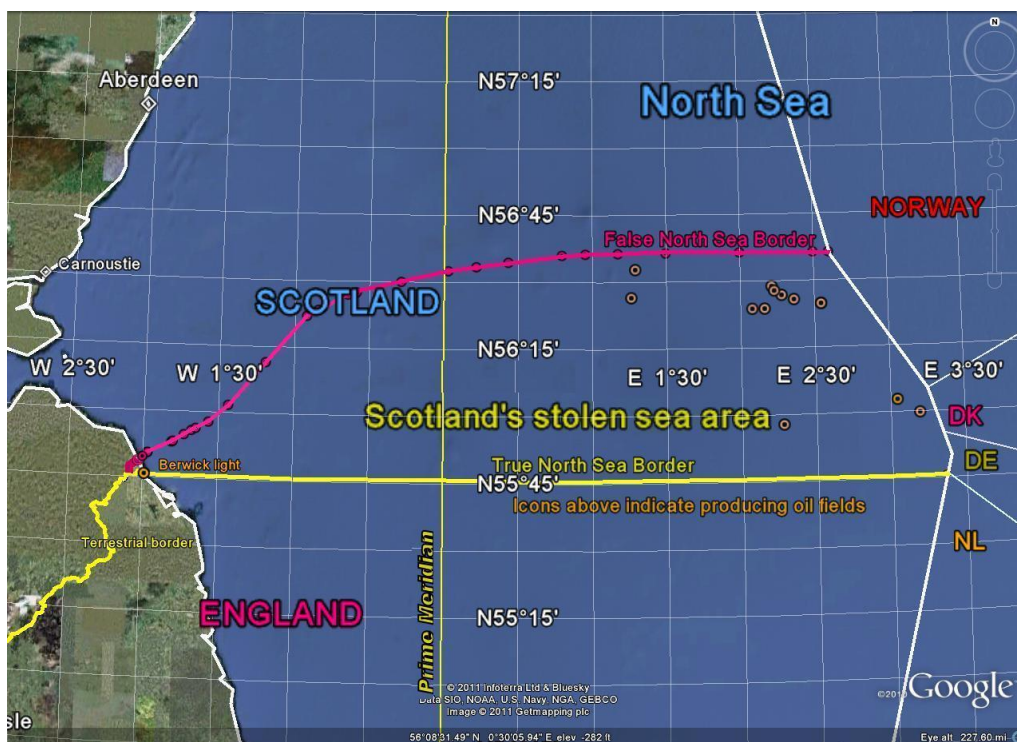 N
Aberdeen
N57°15'
North Sea
NORWAY
N56°45'
False North Sea Border
Carnoustie
SCOTLAND
N56°15'
W 2°30'
W 1°30'
E 1°30'
E 2°30'
E 3°30'
Scotland's stolen sea area
DK
Berwick light
True North Sea Border
DE
N55°45'
Icons above indicate producing oil fields
Terrestrial border
NL
Prime Meridian
ENGLAND
N55°15'
© 2011 Infoterra Ltd & Bluesky
Data SIO, NOAA, U.S. Navy, NGA, GEBCO
Image © 2011 Getmapping plc
Google
sle
56°08'31.49" N 0°30'05.94" E elev -282 ft
Eye alt 227.60 mi